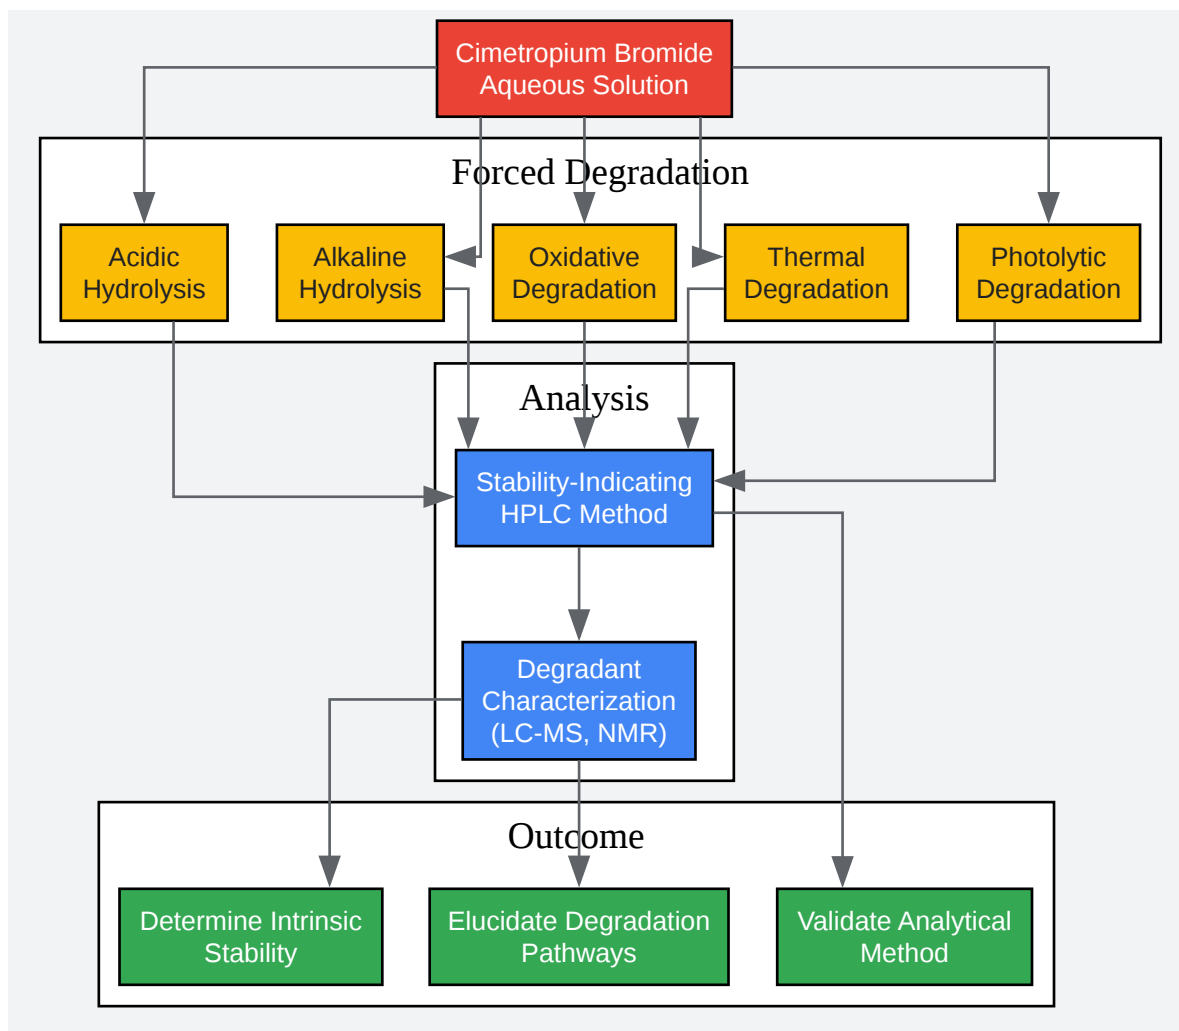 Cimetropium Bromide
Aqueous Solution
Forced Degradation
Acidic
Hydrolysis
Alkaline
Hydrolysis
Oxidative
Degradation
Thermal
Degradation
Photolytic
Degradation
Analysis
Stability-Indicating
HPLC Method
Degradant
Characterization
(LC-MS, NMR)
Outcome
Determine Intrinsic
Stability
Elucidate Degradation
Pathways
Validate Analytical
Method